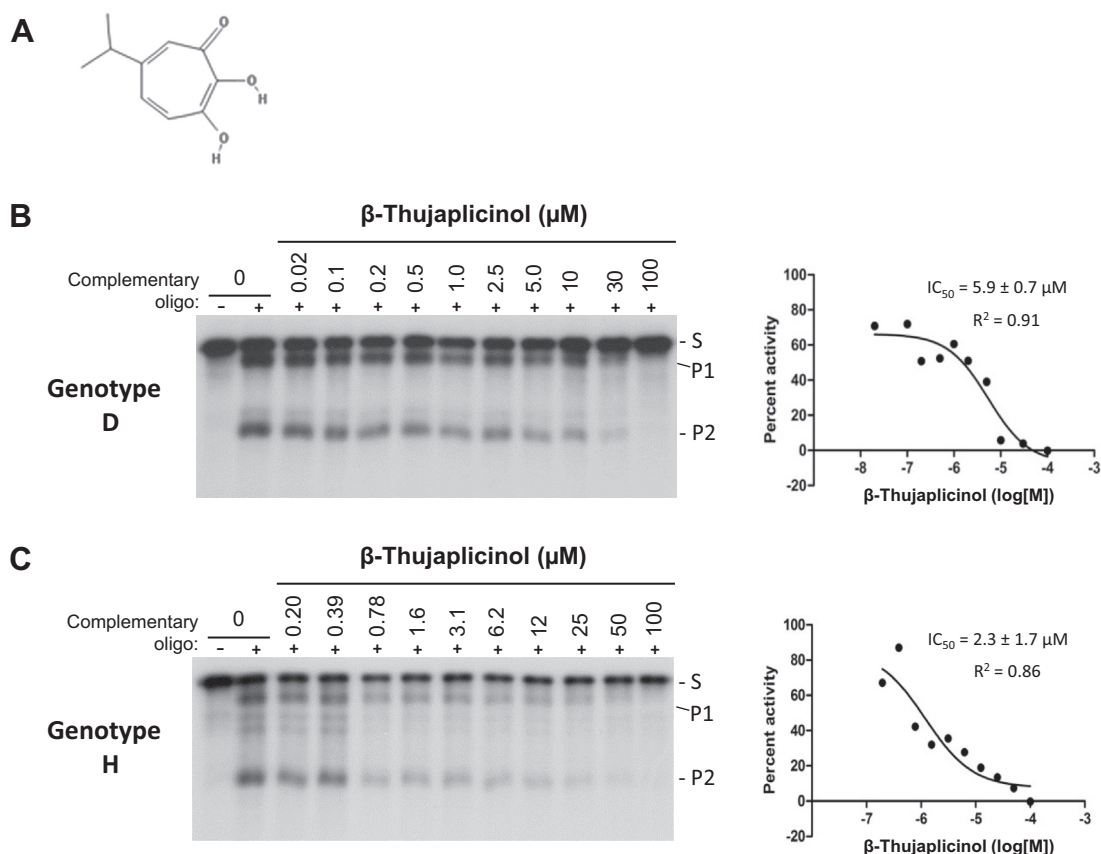 A
O
O
H
O
H
B
β-Thujaplicinol (µM)
Complementary
oligo:
0 0.02 0.1 0.2 0.5 1.0 2.5 5.0 10 30 100
– + + + + + + + + + + +
- S
P1
- P2
Genotype
D
100
80
60
40
20
0
-20
Percent activity
IC50 = 5.9 ± 0.7 µM
R² = 0.91
-8 -7 -6 -5 -4 -3
β-Thujaplicinol (log[M])
C
β-Thujaplicinol (µM)
Complementary
oligo:
0 0.20 0.39 0.78 1.6 3.1 6.2 12 25 50 100
– + + + + + + + + + + +
- S
P1
- P2
Genotype
H
100
80
60
40
20
0
-20
Percent activity
IC50 = 2.3 ± 1.7 µM
R² = 0.86
-7 -6 -5 -4 -3
β-Thujaplicinol (log[M])